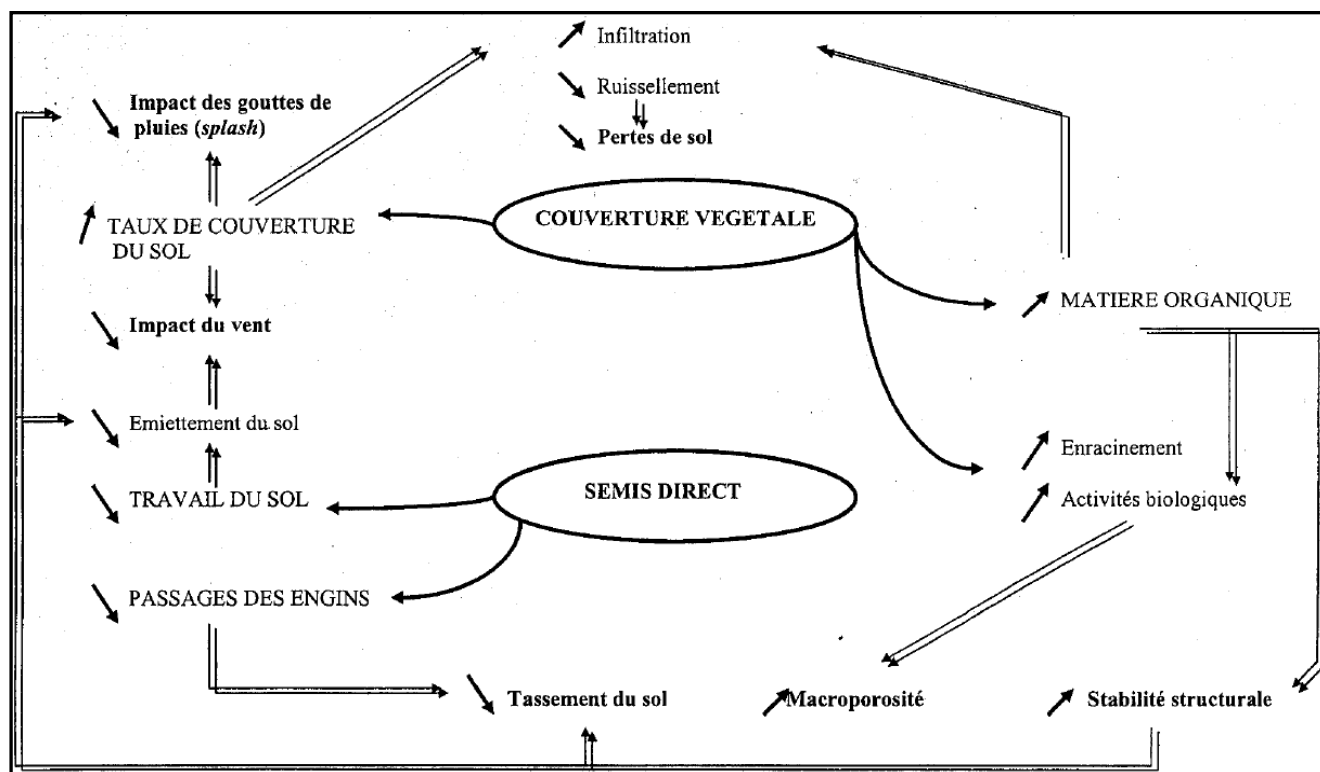 Infiltration
Ruissellement
Pertes de sol
Impact des gouttes de
pluies (splash)
TAUX DE COUVERTURE
DU SOL
COUVERTURE VEGETALE
Impact du vent
MATIERE ORGANIQUE
Emiettement du sol
Enracinement
TRAVAIL DU SOL
SEMIS DIRECT
Activités biologiques
PASSAGES DES ENGINS
Tassement du sol
Macroporosité
Stabilité structurale